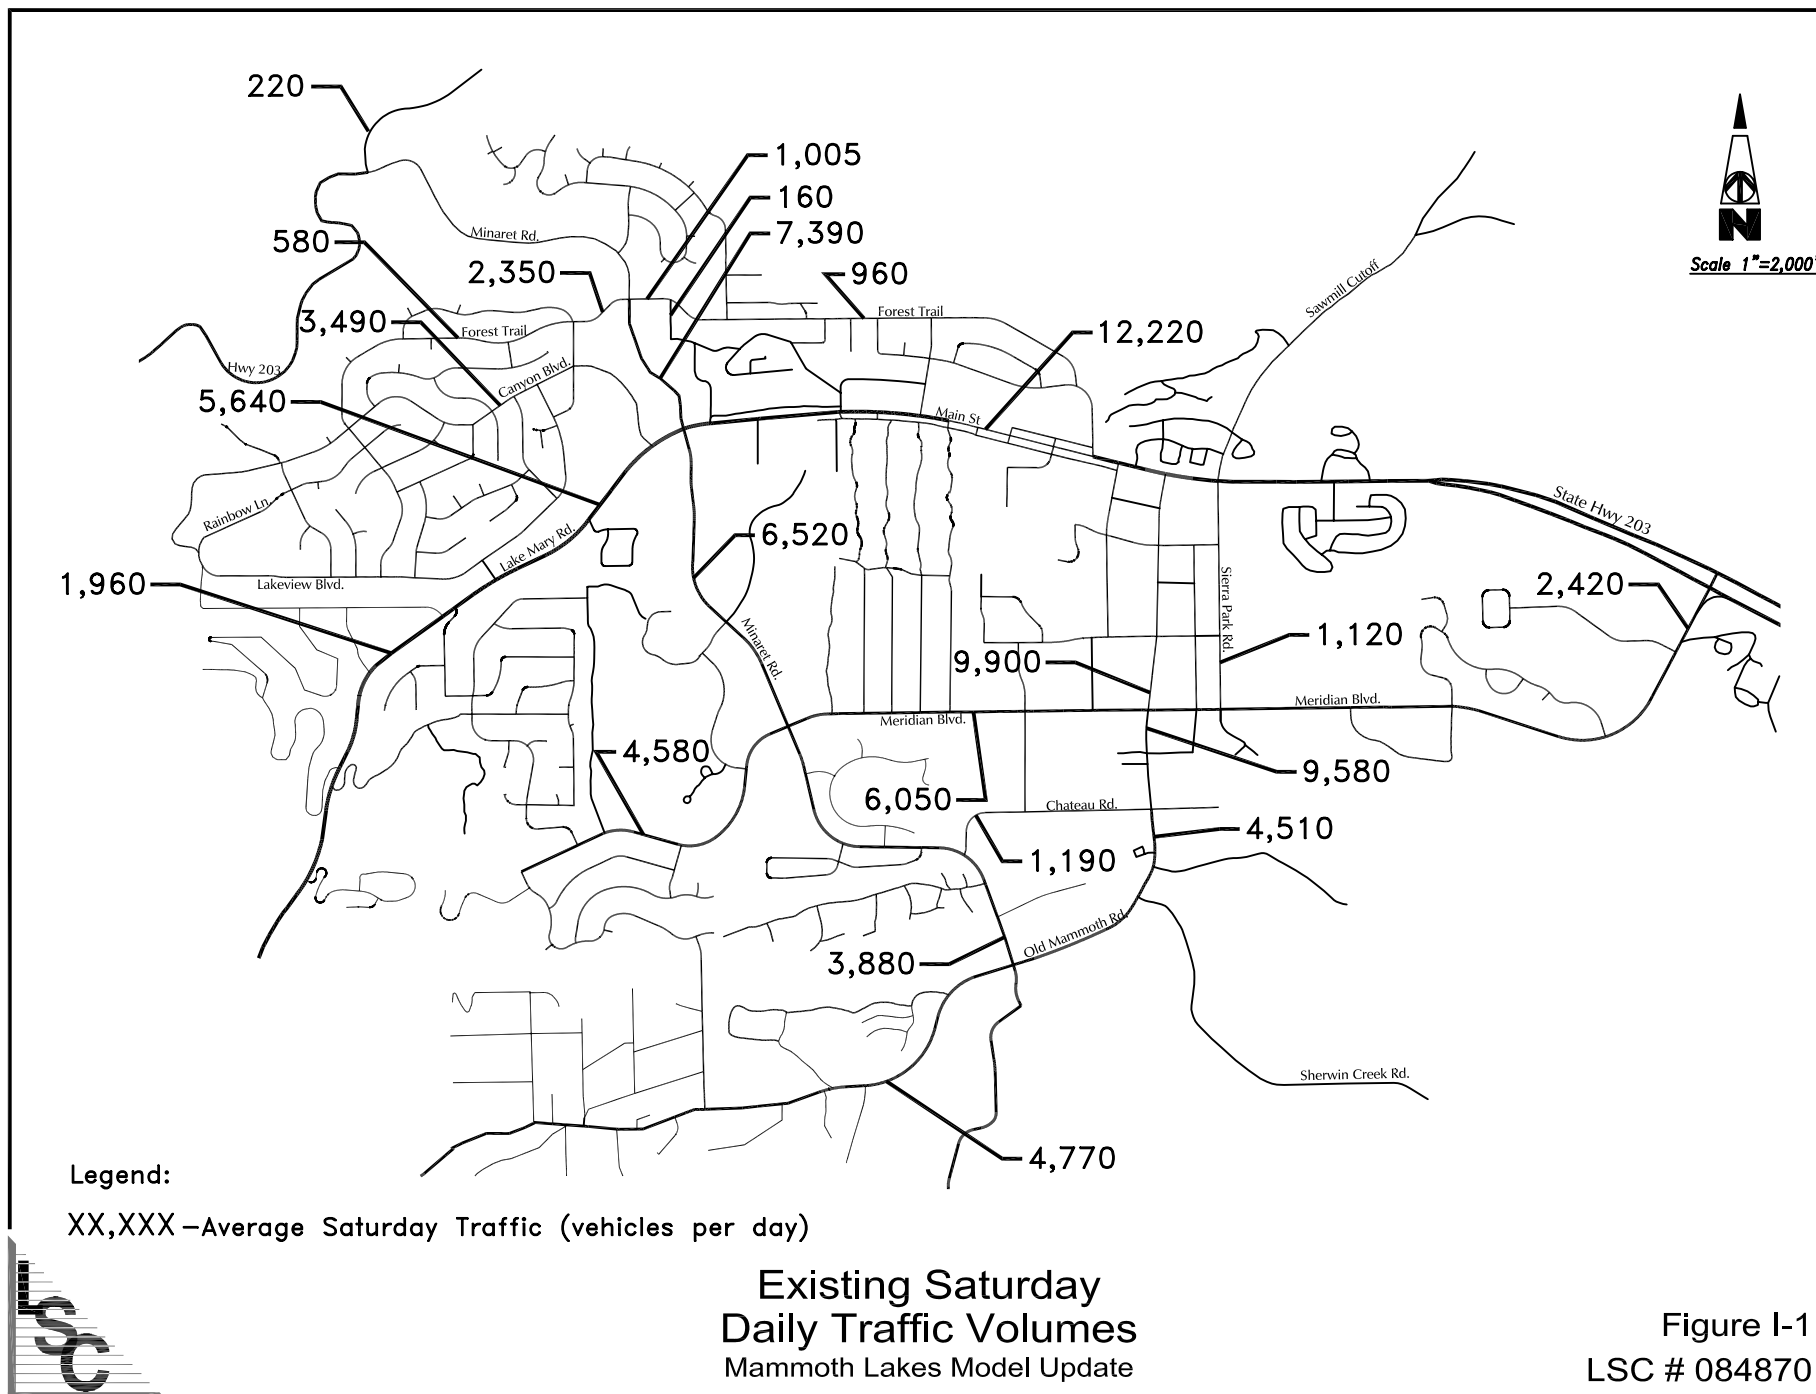 220
1,005
160
7,390
Minaret Rd.
580
2,350
960
Scale 1"=2,000'
Sawmill Cutoff
3,490
Forest Trail
Forest Trail
12,220
Hwy 203
Canyon Blvd.
5,640
Main St
Rainbow Ln.
State Hwy 203
Lake Mary Rd.
6,520
1,960
Lakeview Blvd.
Sierra Park Rd.
2,420
Minaret Rd.
1,120
9,900
Meridian Blvd.
Meridian Blvd.
4,580
9,580
6,050
Chateau Rd.
4,510
1,190
Old Mammoth Rd.
3,880
Sherwin Creek Rd.
4,770
N
Legend:
XX,XXX-Average Saturday Traffic (vehicles per day)
LSC
Existing Saturday
Daily Traffic Volumes
Mammoth Lakes Model Update
Figure I-1
LSC # 084870